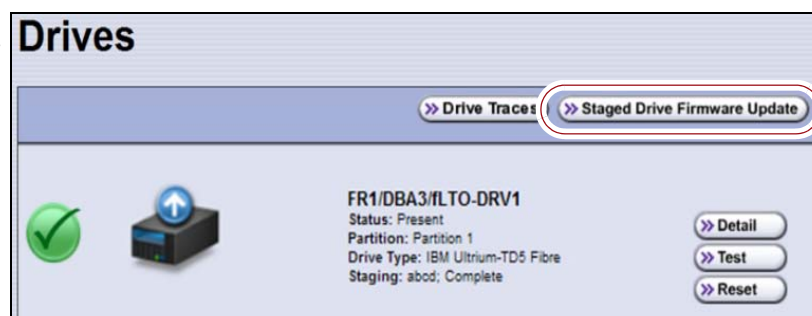 Drives
» Drive Traces
» Staged Drive Firmware Update
FR1/DBA3/fLTO-DRV1
Status: Present
Partition: Partition 1
Drive Type: IBM Ultrium-TD5 Fibre
Staging: abod; Complete
» Detail
» Test
» Reset